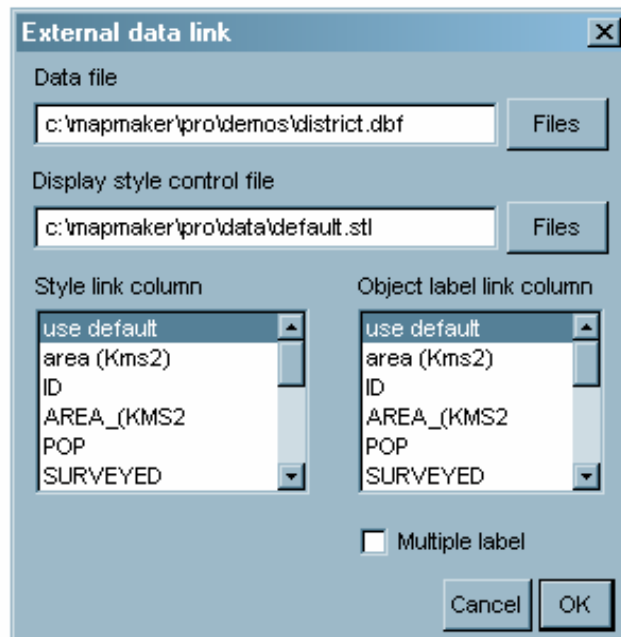 External data link
Data file
c:\mapmaker\pro\demos\district.dbf
Files
Display style control file
c:\mapmaker\pro\data\default.stl
Files
Style link column
use default
area (Kms2)
ID
AREA_(KMS2
POP
SURVEYED
Object label link column
use default
area (Kms2)
ID
AREA_(KMS2
POP
SURVEYED
Multiple label
Cancel
OK